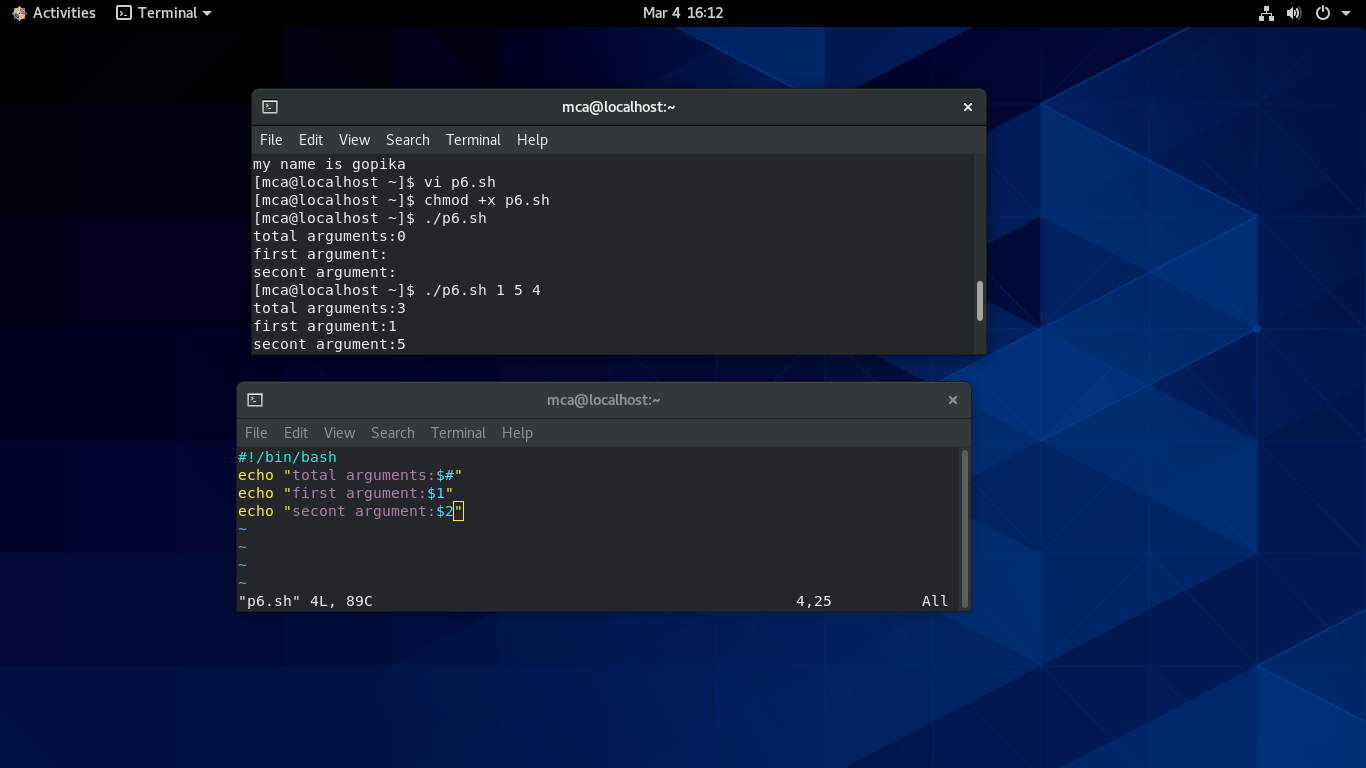 Activities Terminal Mar 4 16:12
mca@localhost:~
File Edit View Search Terminal Help
my name is gopika
[mca@localhost ~]$ vi p6.sh
[mca@localhost ~]$ chmod +x p6.sh
[mca@localhost ~]$ ./p6.sh
total arguments:0
first argument:
secont argument:
[mca@localhost ~]$ ./p6.sh 1 5 4
total arguments:3
first argument:1
secont argument:5
mca@localhost:~
File Edit View Search Terminal Help
#!/bin/bash
echo "total arguments:$#"
echo "first argument:$1"
echo "secont argument:$2"
~
~
~
~
"p6.sh" 4L, 89C 4,25 All